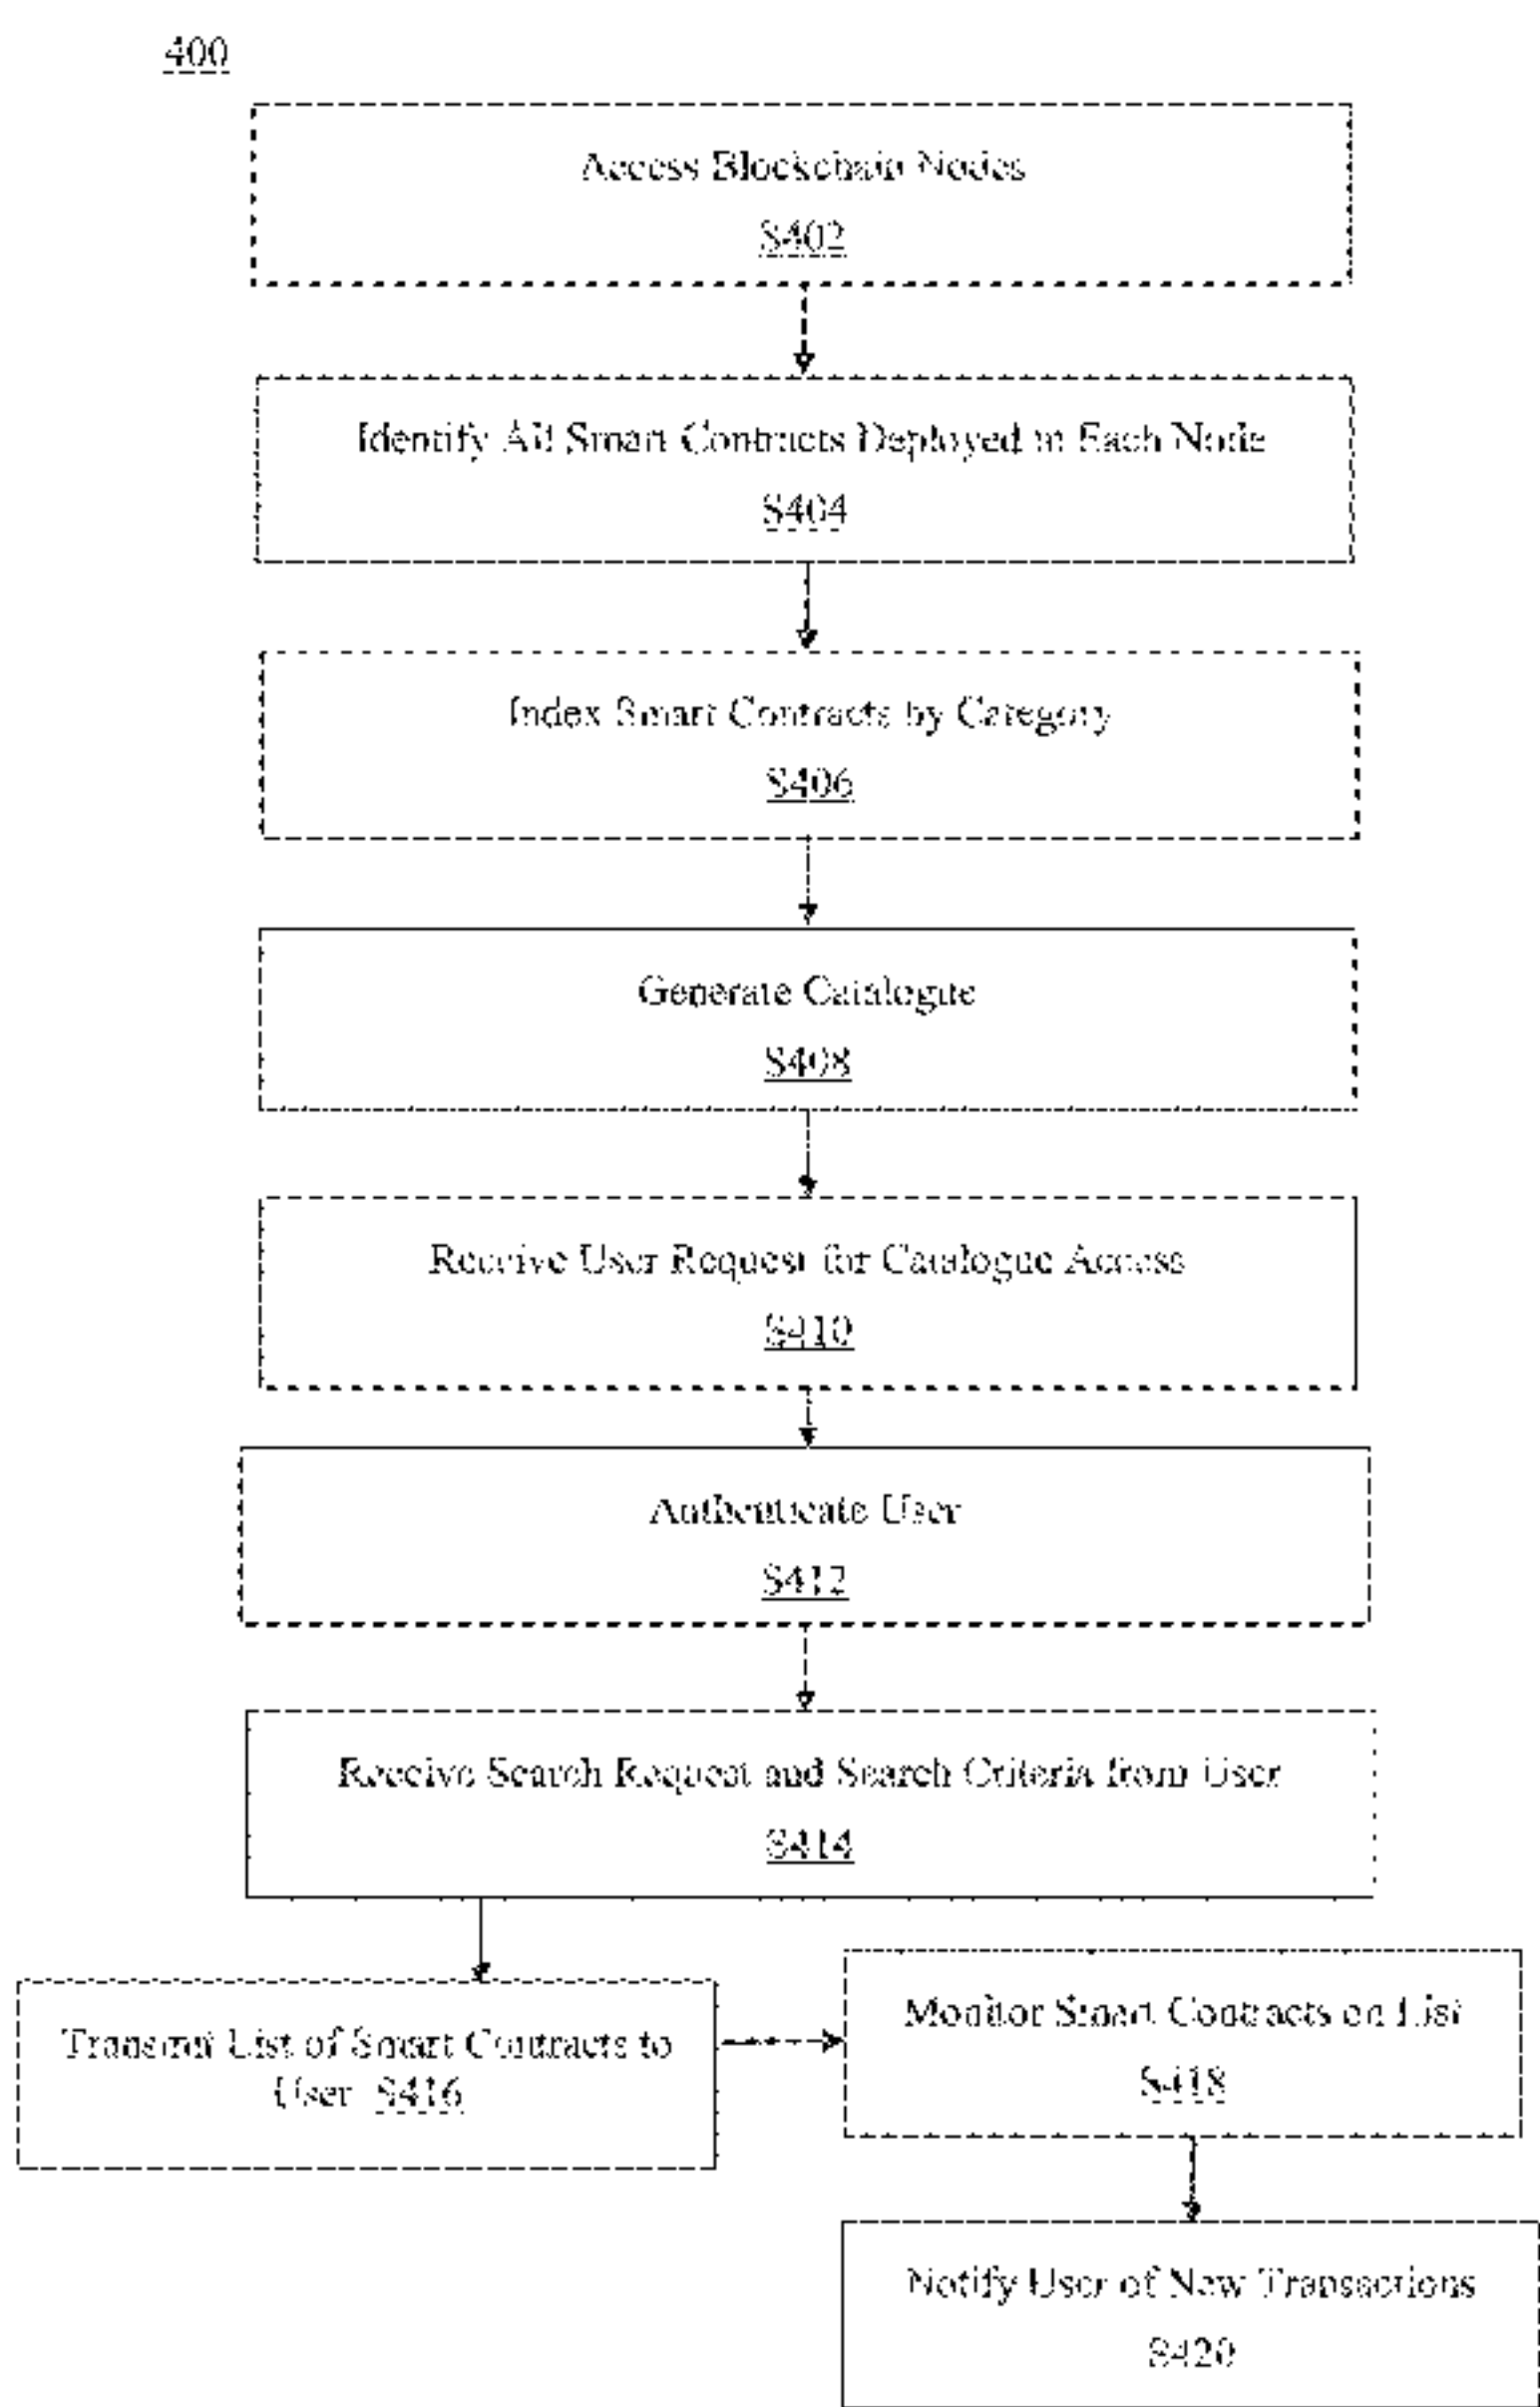 400
Access Blockchain Nodes
S402
Identify All Smart Contracts Deployed in Each Node
S404
Index Smart Contracts by Category
S406
Generate Catalogue
S408
Receive User Request for Catalogue Access
S410
Authenticate User
S412
Receive Search Request and Search Criteria from User
S414
Transmit List of Smart Contracts to
User S416
Monitor Smart Contracts on List
S418
Notify User of New Transactions
S420